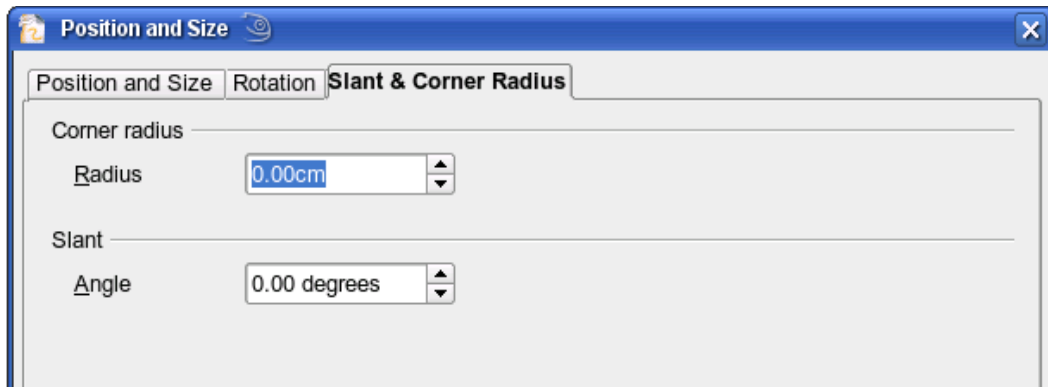 Position and Size
Position and Size Rotation Slant & Corner Radius
Corner radius
Radius 0.00cm
Slant
Angle 0.00 degrees